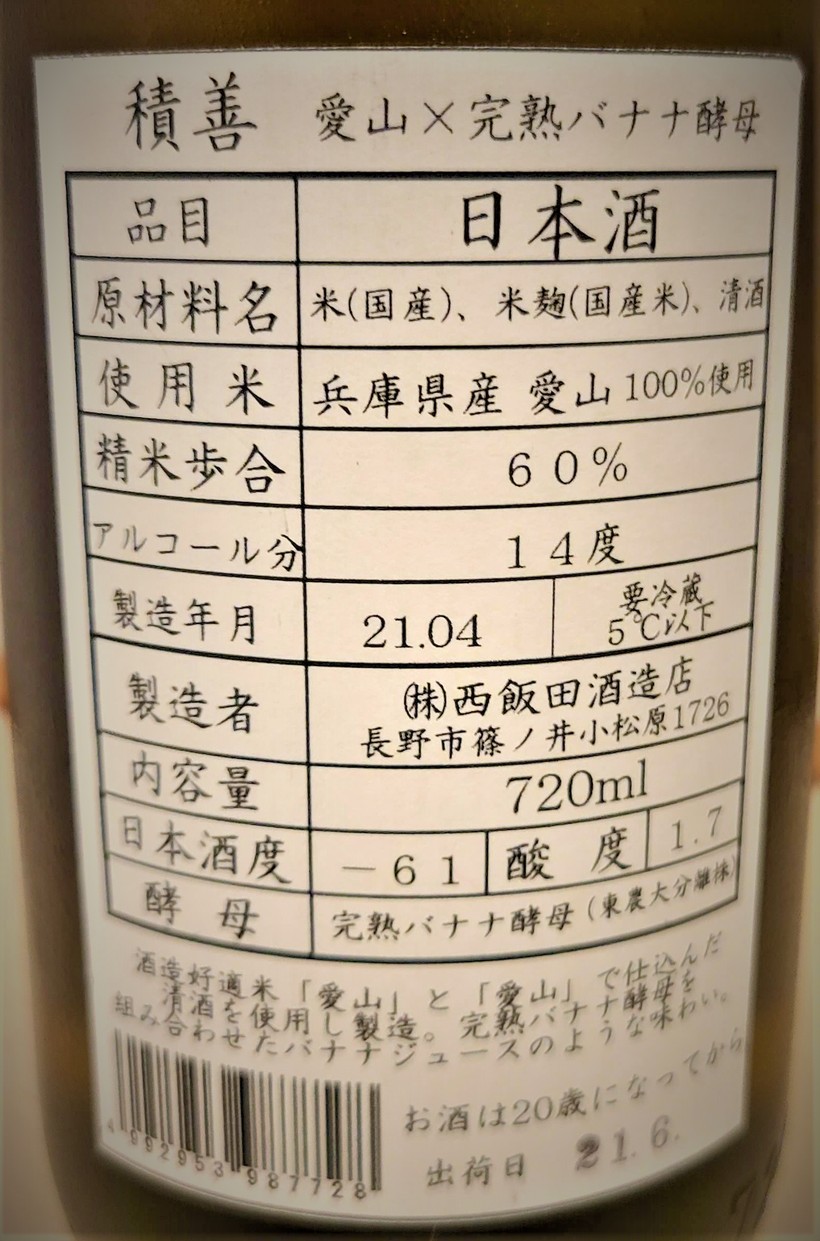 積善 愛山×完熟バナナ酵母
品目 日本酒
原材料名 米(国産)、米麹(国産米)、清酒
使用米 兵庫県産 愛山100%使用
精米歩合 60%
アルコール分 14度
製造年月 21.04 要冷蔵
5℃以下
製造者 ㈱西飯田酒造店
長野市篠ノ井小松原1726
内容量 720ml
日本酒度 −61 酸度 1.7
酵母 完熟バナナ酵母(東農大分離株)
酒造好適米「愛山」と「愛山」で仕込んだ
清酒を使用し製造。完熟バナナ酵母を
組み合わせたバナナジュースのような味わい。
お酒は20歳になってから
4992953987728
出荷日 21.6.